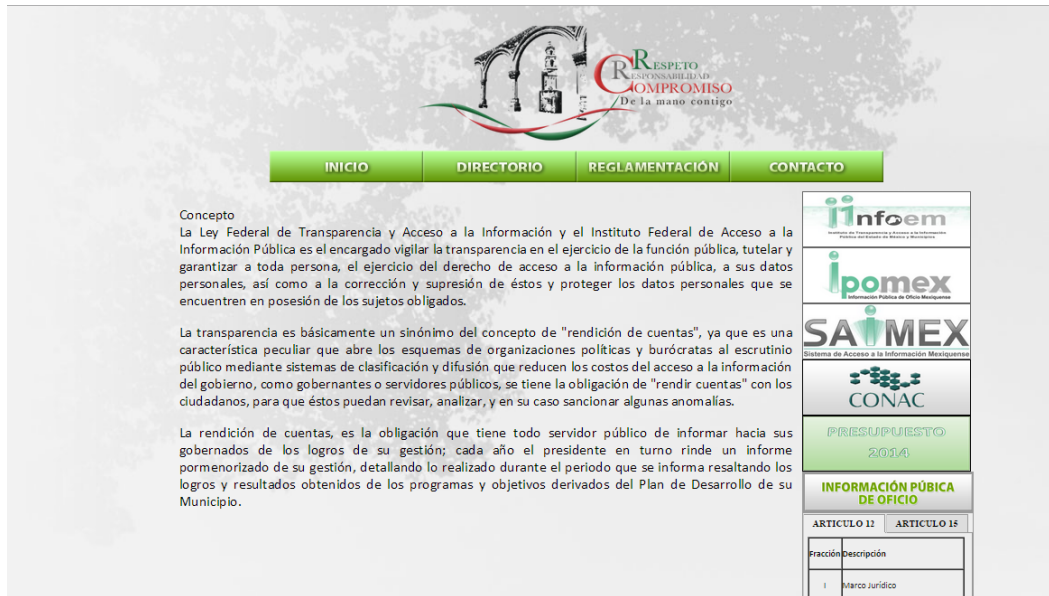 RESPETO
RESPONSABILIDAD
COMPROMISO
De la mano contigo
INICIO DIRECTORIO REGLAMENTACIÓN CONTACTO
Concepto
La Ley Federal de Transparencia y Acceso a la Información y el Instituto Federal de Acceso a la
Información Pública es el encargado vigilar la transparencia en el ejercicio de la función pública, tutelar y
garantizar a toda persona, el ejercicio del derecho de acceso a la información pública, a sus datos
personales, así como a la corrección y supresión de éstos y proteger los datos personales que se
encuentren en posesión de los sujetos obligados.
La transparencia es básicamente un sinónimo del concepto de "rendición de cuentas", ya que es una
característica peculiar que abre los esquemas de organizaciones políticas y burócratas al escrutinio
público mediante sistemas de clasificación y difusión que reducen los costos del acceso a la información
del gobierno, como gobernantes o servidores públicos, se tiene la obligación de "rendir cuentas" con los
ciudadanos, para que éstos puedan revisar, analizar, y en su caso sancionar algunas anomalías.
La rendición de cuentas, es la obligación que tiene todo servidor público de informar hacia sus
gobernados de los logros de su gestión; cada año el presidente en turno rinde un informe
pormenorizado de su gestión, detallando lo realizado durante el periodo que se informa resaltando los
logros y resultados obtenidos de los programas y objetivos derivados del Plan de Desarrollo de su
Municipio.
infoem
Instituto de Transparencia y Acceso a la Información
Pública del Estado de México y Municipios
ipomex
Información Pública de Oficio Mexiquense
SAIMEX
Sistema de Acceso a la Información Mexiquense
CONAC
PRESUPUESTO
2014
INFORMACIÓN PÚBICA
DE OFICIO
ARTICULO 12 ARTICULO 15
Fracción Descripción
I Marco Jurídico